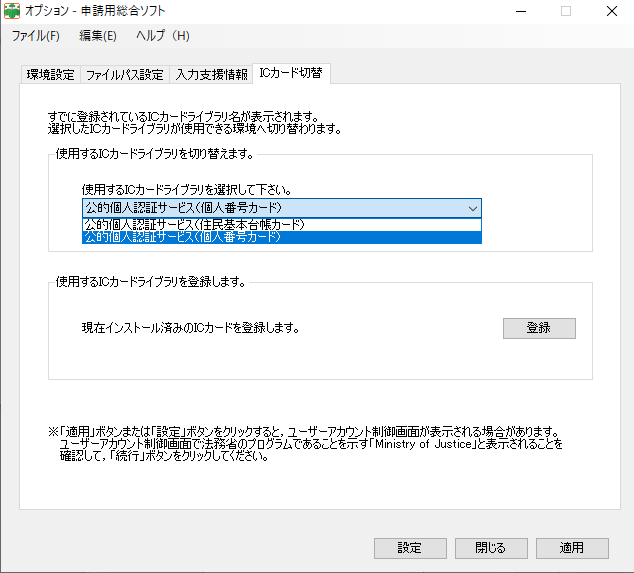 オプション - 申請用総合ソフト
ファイル(F) 編集(E) ヘルプ (H)
環境設定 ファイルパス設定 入力支援情報 ICカード切替
すでに登録されているICカードライブラリ名が表示されます。
選択したICカードライブラリが使用できる環境へ切り替わります。
使用するICカードライブラリを切り替えます。
使用するICカードライブラリを選択して下さい。
公的個人認証サービス(個人番号カード)
公的個人認証サービス(住民基本台帳カード)
公的個人認証サービス(個人番号カード)
使用するICカードライブラリを登録します。
現在インストール済みのICカードを登録します。
登録
※「適用」ボタンまたは「設定」ボタンをクリックすると, ユーザーアカウント制御画面が表示される場合があります。
ユーザーアカウント制御画面で法務省のプログラムであることを示す「Ministry of Justice」と表示されることを
確認して, 「続行」ボタンをクリックしてください。
設定 閉じる 適用